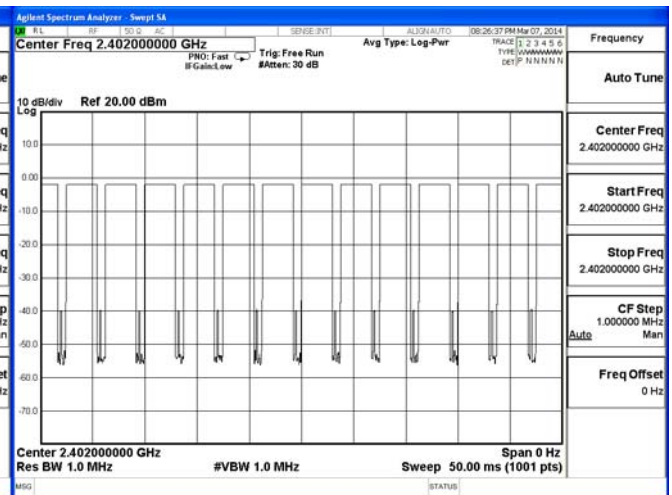 Agilent Spectrum Analyzer - Swept SA
RL RF 50 Ω AC SENSE:INT ALIGNAUTO 08:26:37 PM Mar 07, 2014
Center Freq 2.402000000 GHz
PNO: Fast
IFGain:Low
Trig: Free Run
#Atten: 30 dB
Avg Type: Log-Pwr
TRACE 1 2 3 4 5 6
TYPE
DET P N N N N N
10 dB/div
Log
Ref 20.00 dBm
10.0
0.00
-10.0
-20.0
-30.0
-40.0
-50.0
-60.0
-70.0
Center 2.402000000 GHz
Span 0 Hz
Res BW 1.0 MHz
#VBW 1.0 MHz
Sweep 50.00 ms (1001 pts)
MSG
STATUS
Frequency
Auto Tune
Center Freq
2.402000000 GHz
Start Freq
2.402000000 GHz
Stop Freq
2.402000000 GHz
CF Step
1.000000 MHz
Auto Man
Freq Offset
0 Hz